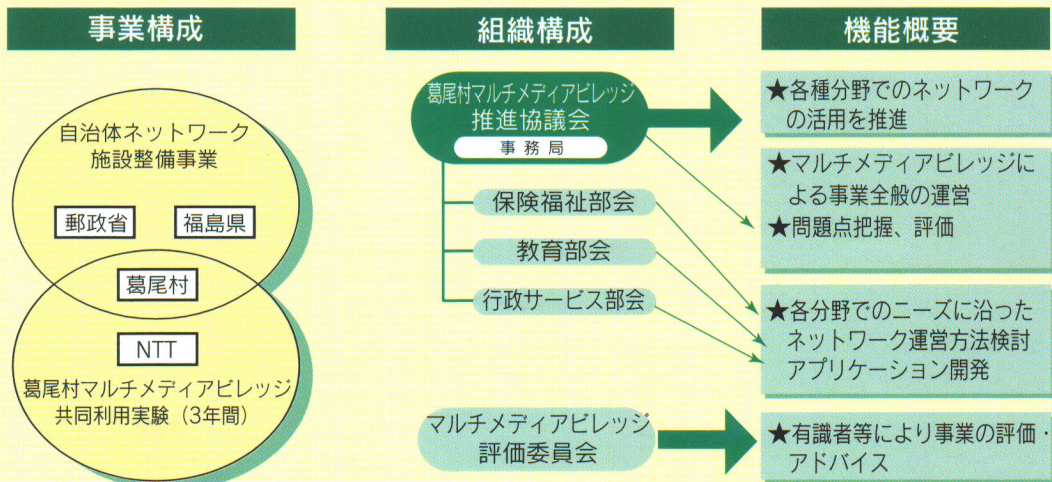 事業構成
自治体ネットワーク
施設整備事業
郵政省
福島県
葛尾村
NTT
葛尾村マルチメディアビレッジ
共同利用実験（3年間）
組織構成
葛尾村マルチメディアビレッジ
推進協議会
事務局
保険福祉部会
教育部会
行政サービス部会
マルチメディアビレッジ
評価委員会
機能概要
★各種分野でのネットワーク
の活用を推進
★マルチメディアビレッジに
よる事業全般の運営
★問題点把握、評価
★各分野でのニーズに沿った
ネットワーク運営方法検討
アプリケーション開発
★有識者等により事業の評価・
アドバイス